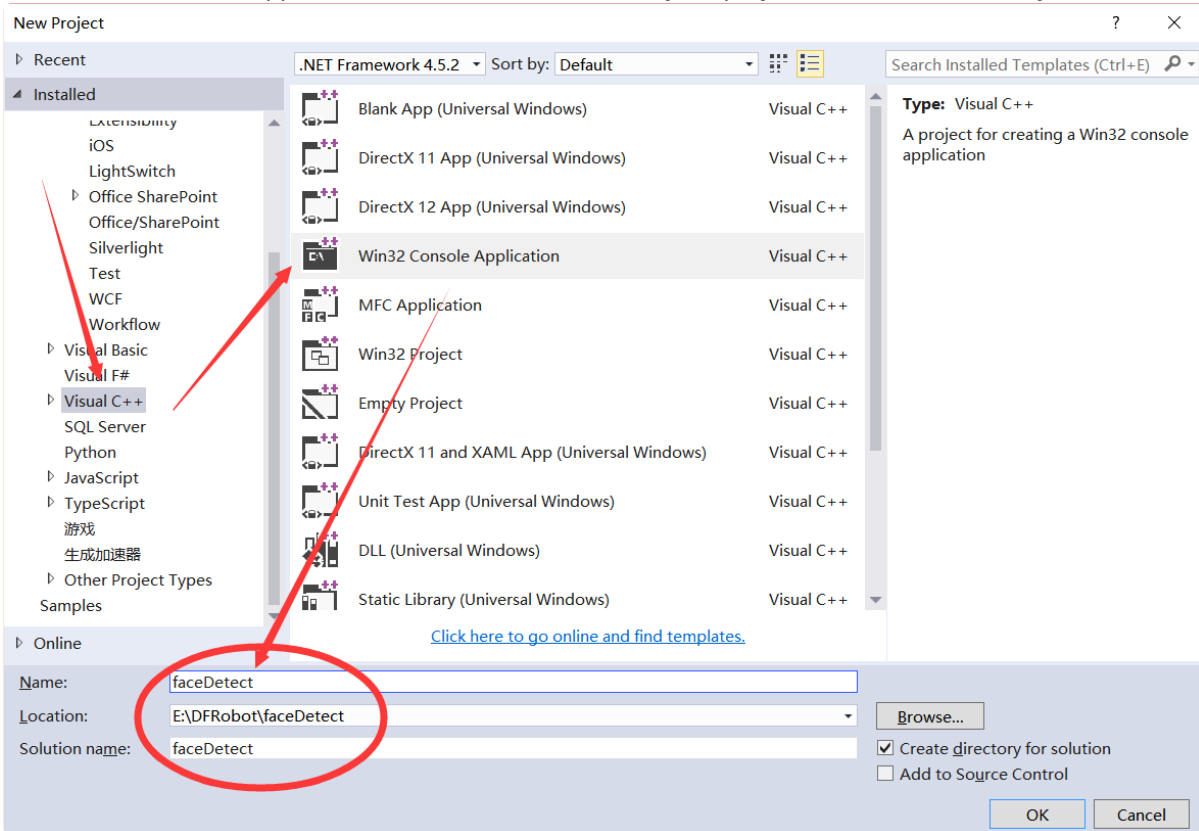 New Project
? ×
Recent
.NET Framework 4.5.2 Sort by: Default
Search Installed Templates (Ctrl+E)
Installed
Extensibility
iOS
LightSwitch
Office SharePoint
Office/SharePoint
Silverlight
Test
WCF
Workflow
Visual Basic
Visual F#
Visual C++
SQL Server
Python
JavaScript
TypeScript
游戏
生成加速器
Other Project Types
Samples
Online
Blank App (Universal Windows) Visual C++
DirectX 11 App (Universal Windows) Visual C++
DirectX 12 App (Universal Windows) Visual C++
Win32 Console Application Visual C++
MFC Application Visual C++
Win32 Project Visual C++
Empty Project Visual C++
DirectX 11 and XAML App (Universal Windows) Visual C++
Unit Test App (Universal Windows) Visual C++
DLL (Universal Windows) Visual C++
Static Library (Universal Windows) Visual C++
Click here to go online and find templates.
Type: Visual C++
A project for creating a Win32 console
application
Name: faceDetect
Location: E:\DFRobot\faceDetect
Browse...
Solution name: faceDetect
Create directory for solution
Add to Source Control
OK Cancel